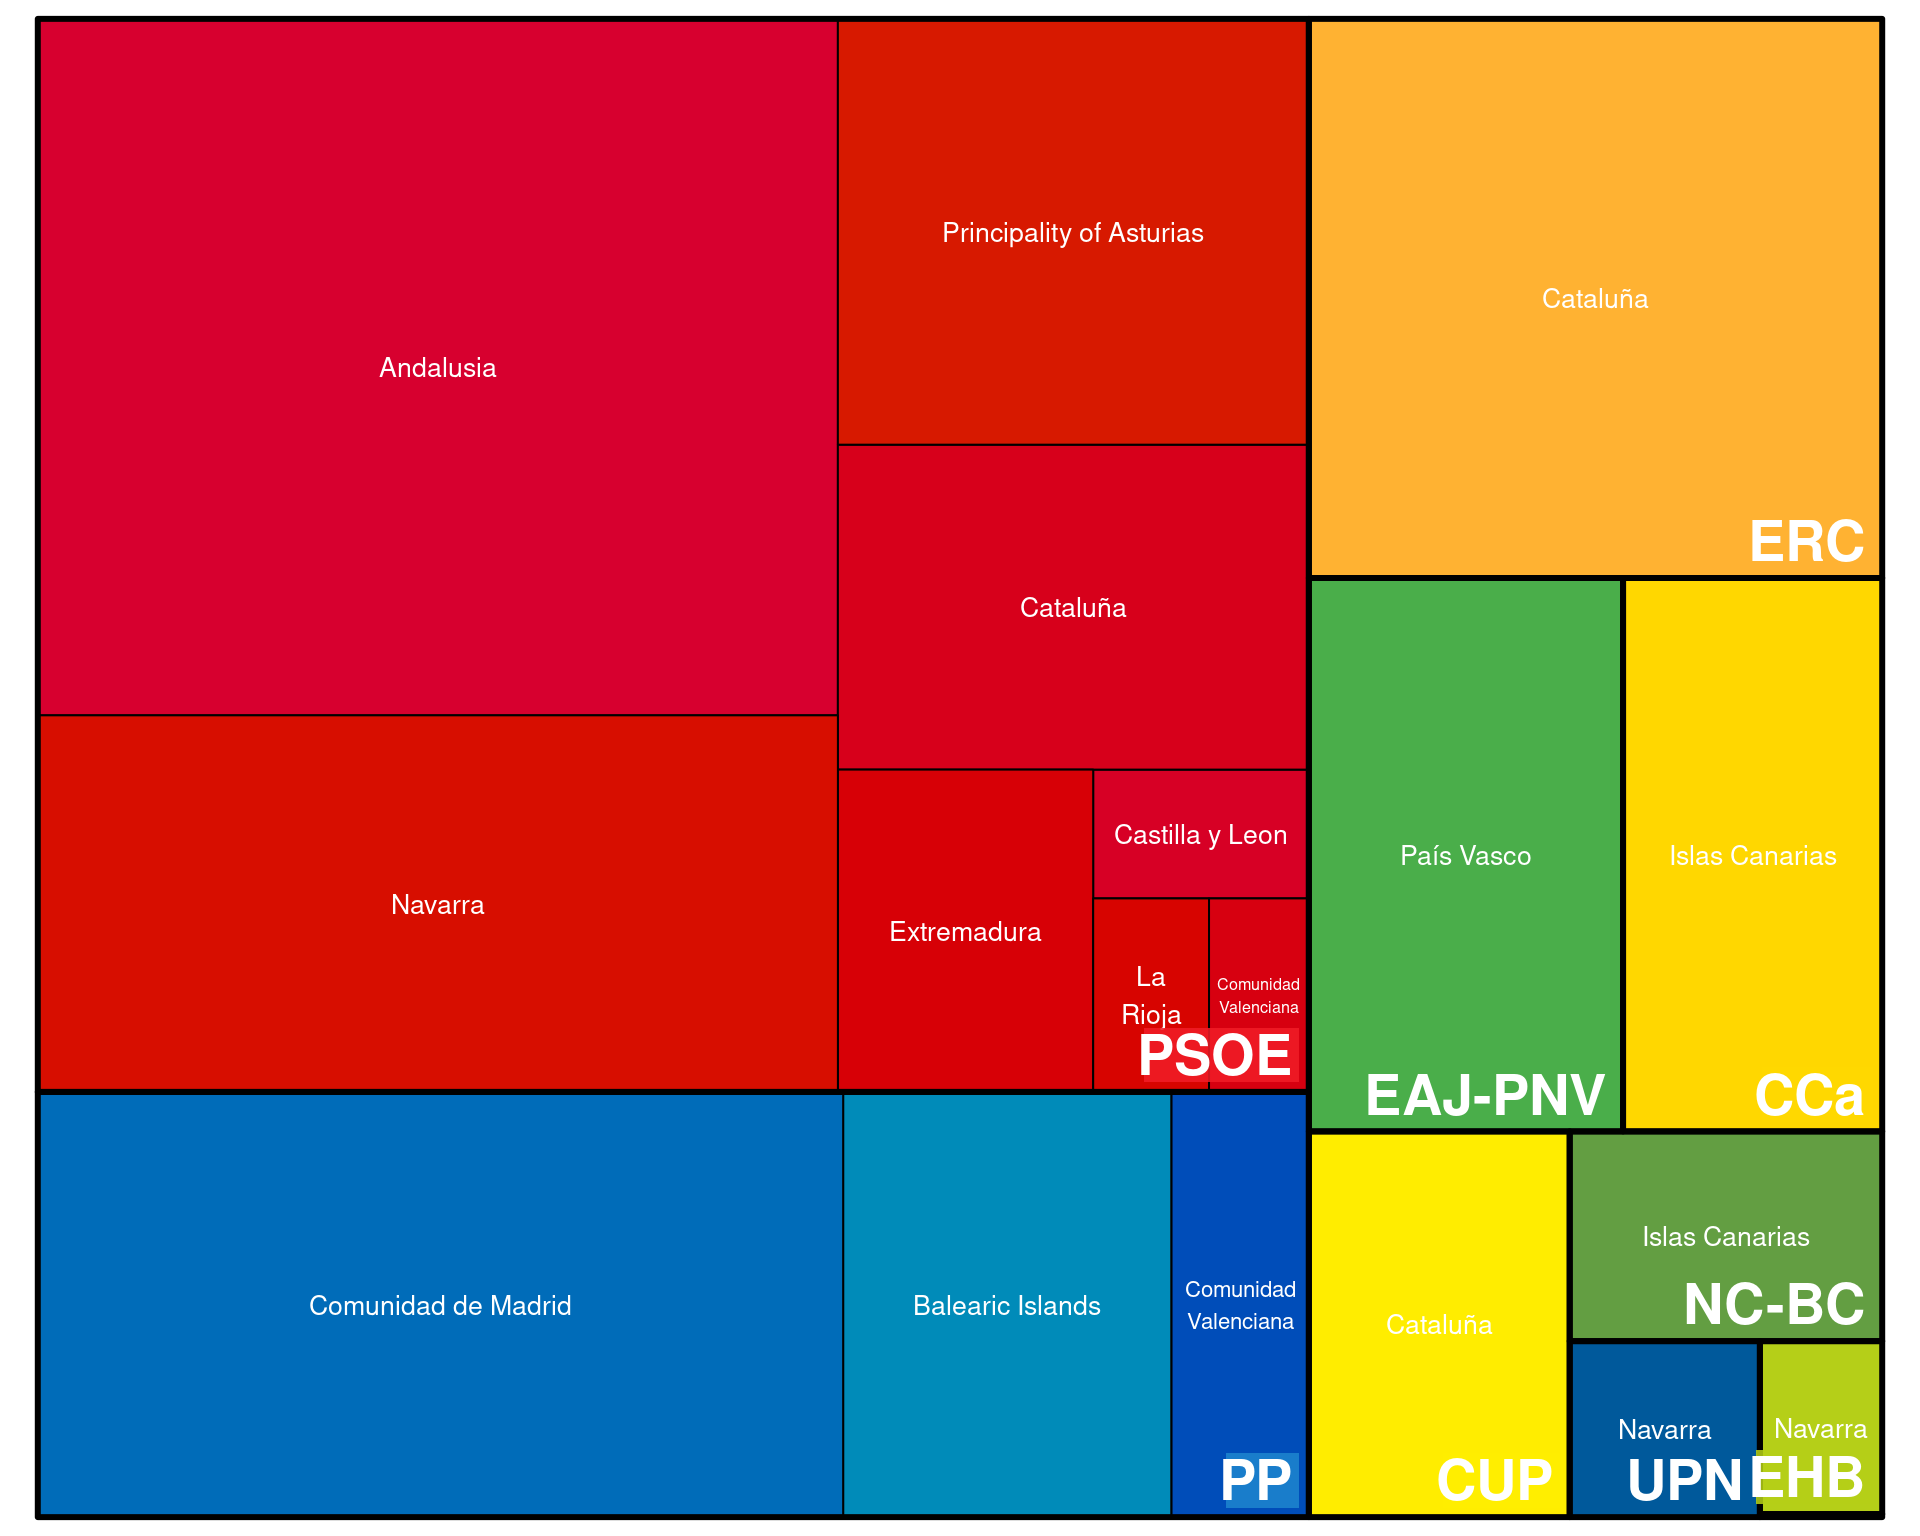 Andalusia
Principality of Asturias
Cataluña
Navarra
Extremadura
Castilla y Leon
La
Rioja
Comunidad
Valenciana
PSOE
Comunidad de Madrid
Balearic Islands
Comunidad
Valenciana
PP
Cataluña
ERC
País Vasco
EAJ-PNV
Islas Canarias
CCa
Cataluña
CUP
Islas Canarias
NC-BC
Navarra
UPN
Navarra
EHB